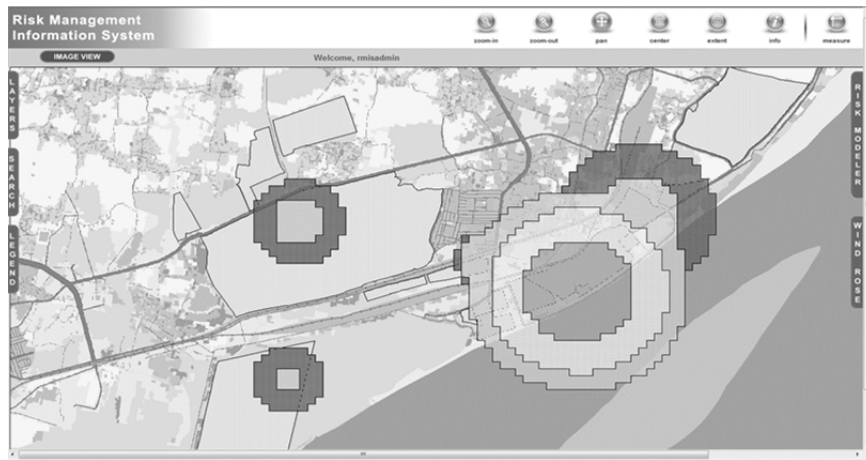 Risk Management
Information System
zoom-in
zoom-out
pan
center
extent
info
measure
IMAGE VIEW
Welcome, rmisadmin
LAYERS
SEARCH
LEGEND
RISK MODELER
WIND ROSE